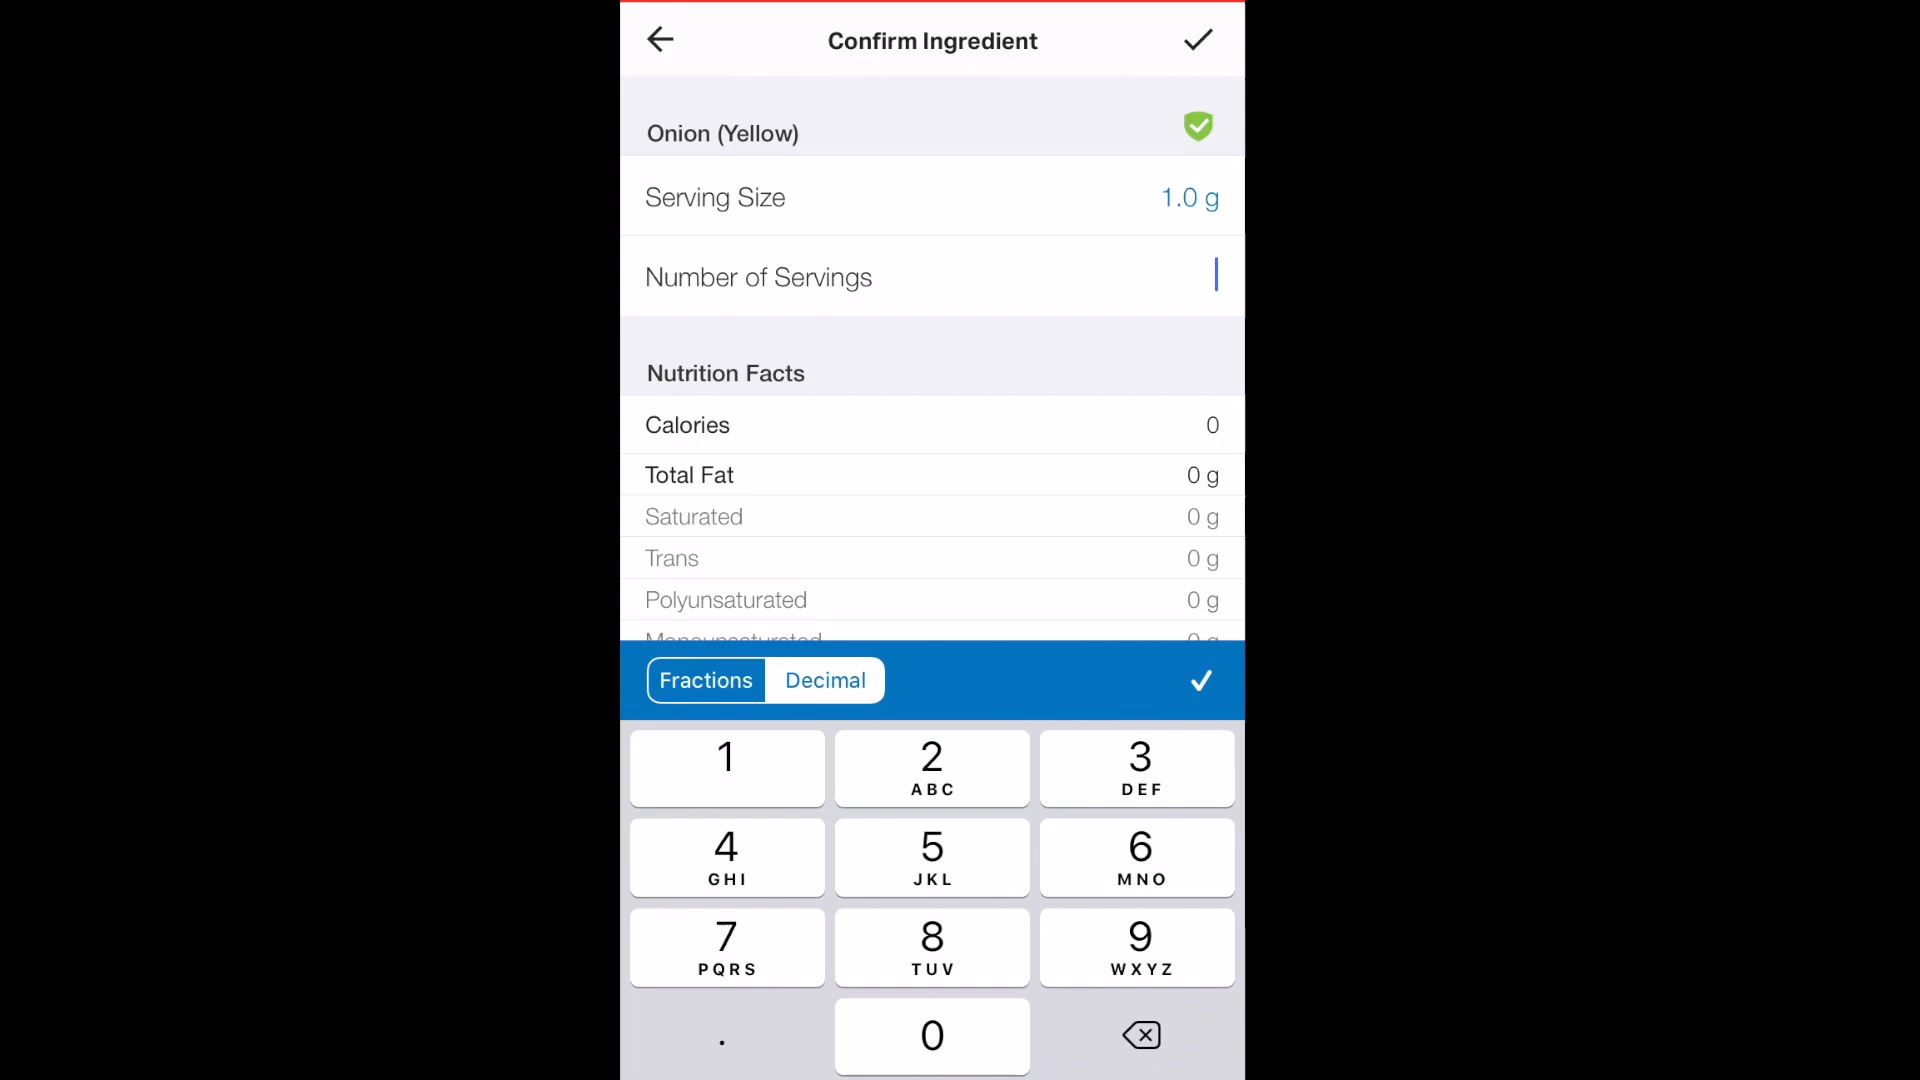 Confirm Ingredient
Onion (Yellow)
Serving Size 1.0 g
Number of Servings
Nutrition Facts
Calories 0
Total Fat 0 g
Saturated 0 g
Trans 0 g
Polyunsaturated 0 g
Monounsaturated 0 g
Fractions Decimal
1 2 3
ABC DEF
4 5 6
GHI JKL MNO
7 8 9
PQRS TUV WXYZ
. 0